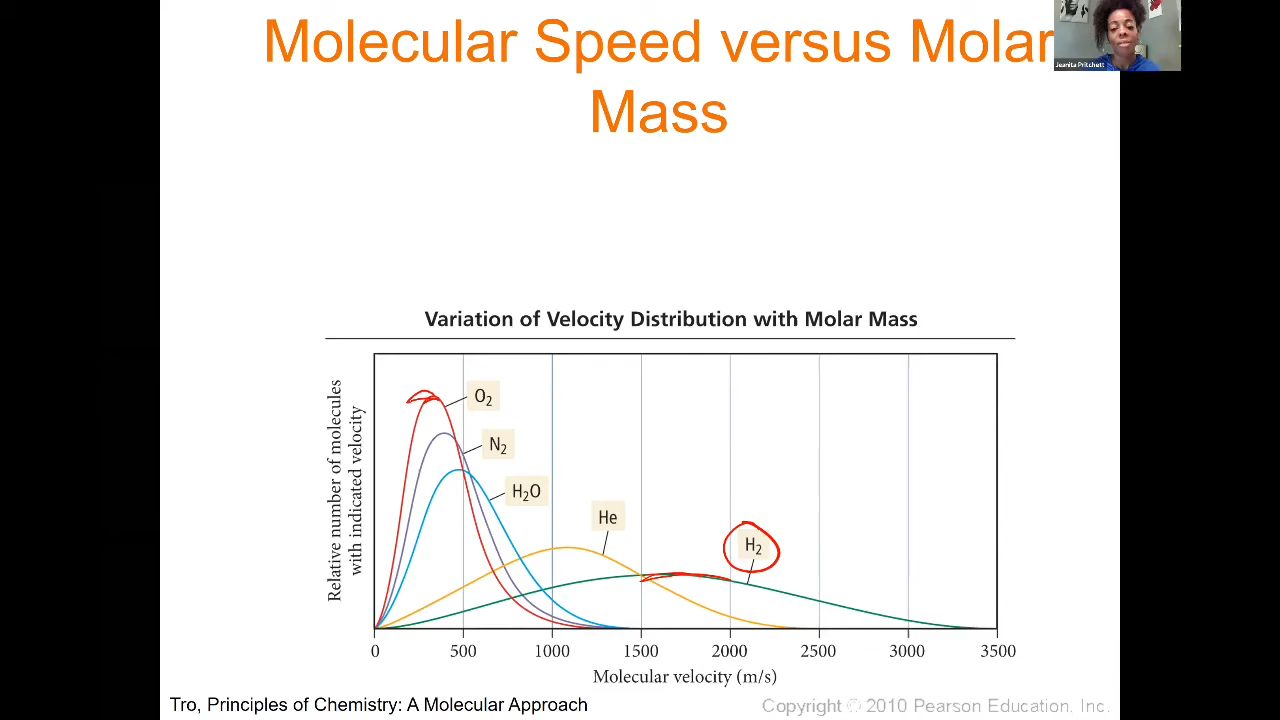 Molecular Speed versus Molar
Mass
Jeanita Pritchett
Variation of Velocity Distribution with Molar Mass
Relative number of molecules
with indicated velocity
O₂
N₂
H₂O
He
H₂
0 500 1000 1500 2000 2500 3000 3500
Molecular velocity (m/s)
Tro, Principles of Chemistry: A Molecular Approach
Copyright © 2010 Pearson Education, Inc.